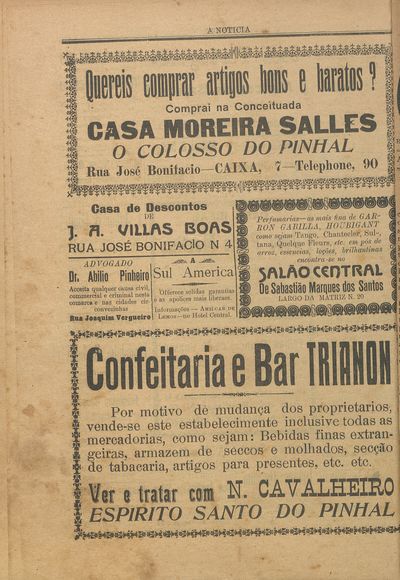 A NOTICIA
Quereis comprar artigos bons e baratos?
Comprai na Conceituada
CASA MOREIRA SALLES
O COLOSSO DO PINHAL
Rua José Bonifacio—CAIXA, 7—Telephone, 90
Casa de Descontos
DE
J. A. VILLAS BOAS
RUA JOSÉ BONIFACIO N 4
ADVOGADO
Dr. Abilio Pinheiro
Acceita qualquer causa civil,
commercial e criminal nesta
comarca e nas cidades cir-
convesinhas
Rua Joaquim Vergueiro
A
Sul America
Offerece solidas garantias
e as apolices mais liberaes.
Informações—
no Hotel Central.
Perfumarias—as mais fina de GAR-
RON GARILLA, HOUBIGANT
como sejam Tango, Chantecler, Sul-
tana, Quelque Fleurs, etc. em pós de
arroz, essencias, loções, brilhantinas
encontra-se no
SALÃO CENTRAL
De Sebastião Marques dos Santos
LARGO DA MATRIZ N. 20
Confeitaria e Bar TRIANON
Por motivo de mudança dos proprietarios,
vende-se este estabelecimente inclusive todas as
mercadorias, como sejam: Bebidas finas extran-
geiras, armazem de seccos e molhados, secção
de tabacaria, artigos para presentes, etc. etc.
Ver e tratar com N. CAVALHEIRO
ESPIRITO SANTO DO PINHAL